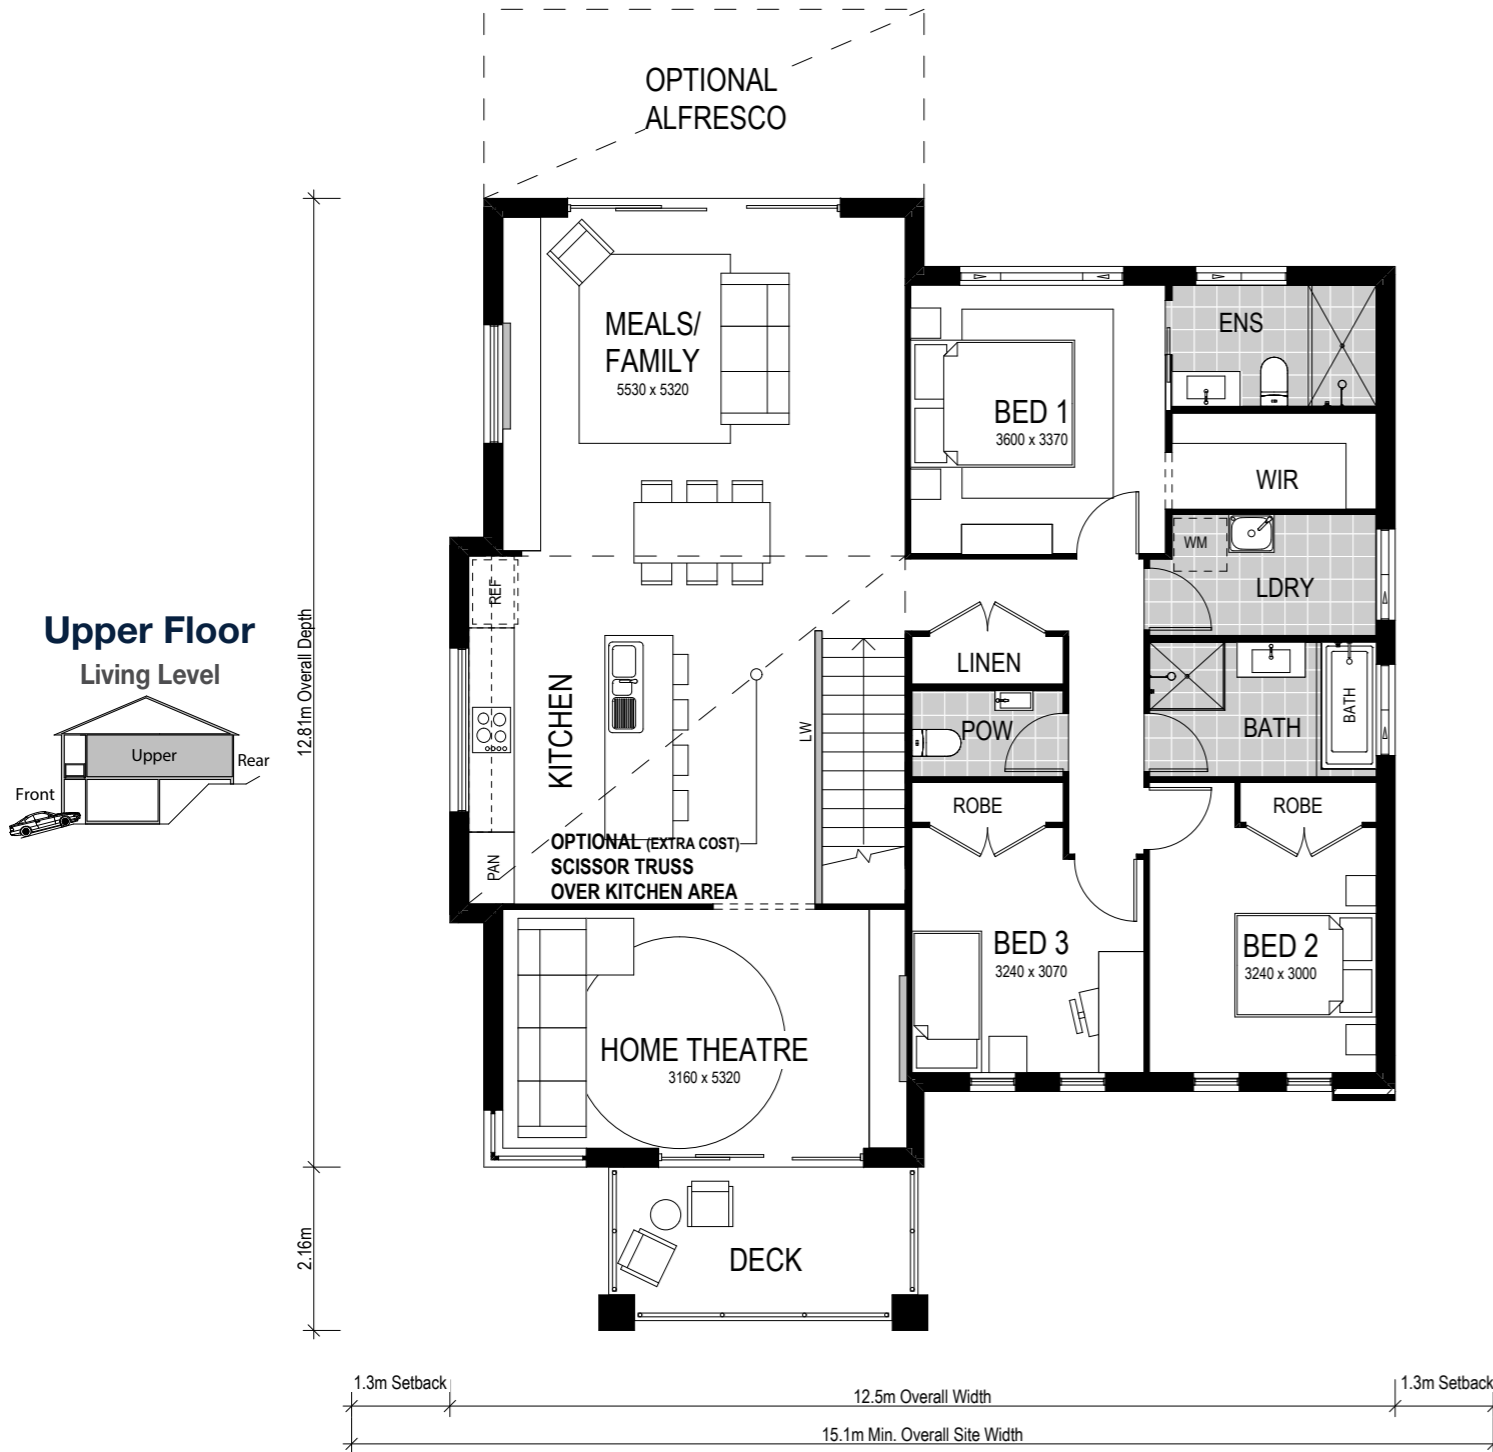 OPTIONAL
ALFRESCO
MEALS/
FAMILY
5530 x 5320
ENS
BED 1
3600 x 3370
WIR
WM
LDRY
REF
Upper Floor
Living Level
Upper
Rear
Front
12.81m Overall Depth
KITCHEN
LW
LINEN
POW
BATH
BATH
ROBE
ROBE
PAN
OPTIONAL (EXTRA COST)
SCISSOR TRUSS
OVER KITCHEN AREA
BED 3
3240 x 3070
BED 2
3240 x 3000
HOME THEATRE
3160 x 5320
2.16m
DECK
1.3m Setback
12.5m Overall Width
1.3m Setback
15.1m Min. Overall Site Width